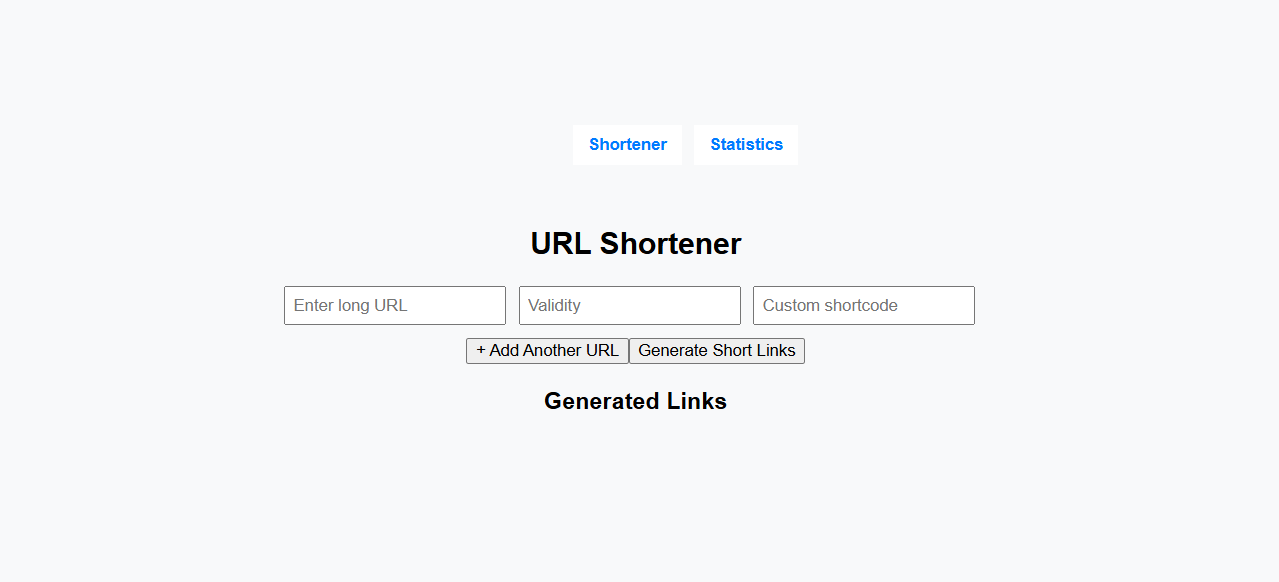 Shortener Statistics
URL Shortener
Enter long URL Validity Custom shortcode
+ Add Another URL Generate Short Links
Generated Links